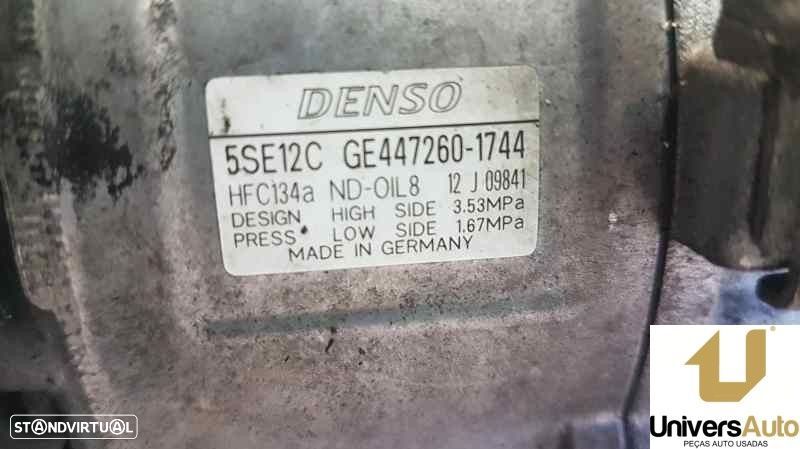 DENSO
5SE12C GE447260-1744
HFC134a ND-OIL8 12 J 09841
DESIGN HIGH SIDE 3.53MPa
PRESS LOW SIDE 1.67MPa
MADE IN GERMANY
STANDVIRTUAL
UniversAuto
PEÇAS AUTO USADAS